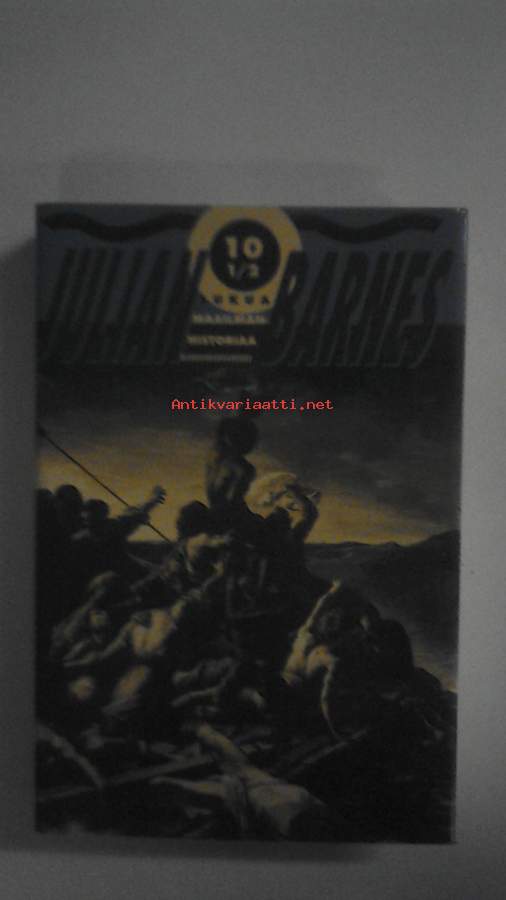 JULIAN BARNES
10
1/2
LUKUA
MAAILMAN-
HISTORIAA
Antikvariaatti.net